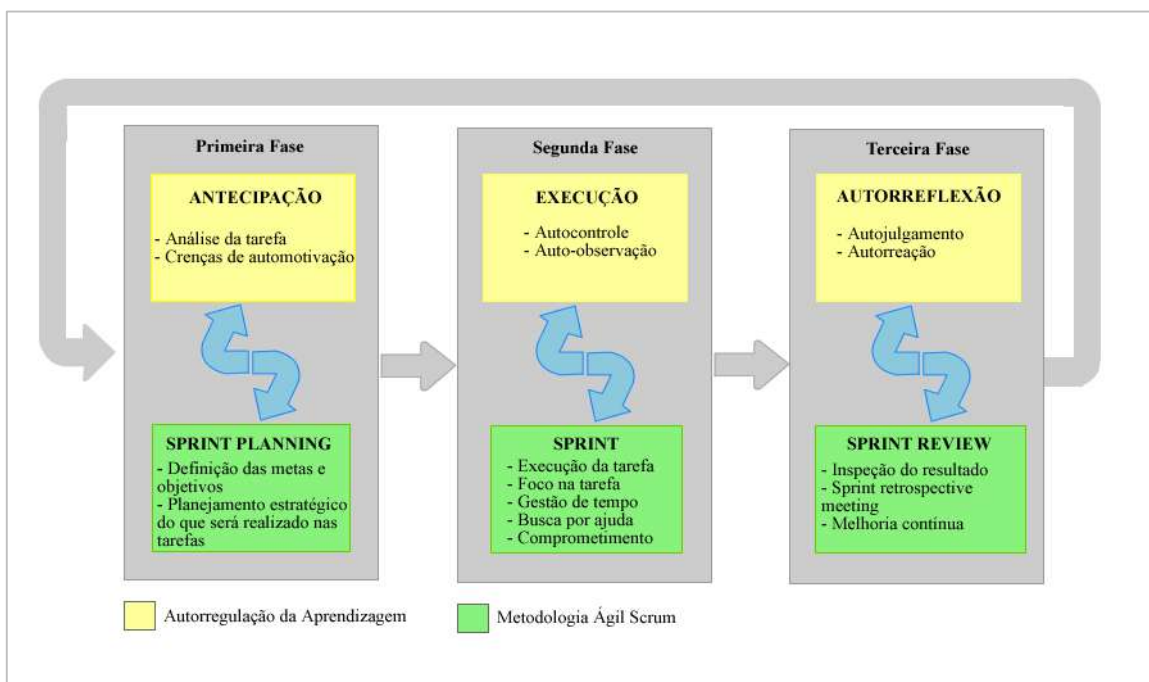 Primeira Fase
ANTECIPAÇÃO
- Análise da tarefa
- Crenças de automotivação
SPRINT PLANNING
- Definição das metas e
objetivos
- Planejamento estratégico
do que será realizado nas
tarefas
Segunda Fase
EXECUÇÃO
- Autocontrole
- Auto-observação
SPRINT
- Execução da tarefa
- Foco na tarefa
- Gestão de tempo
- Busca por ajuda
- Comprometimento
Terceira Fase
AUTORREFLEXÃO
- Autojulgamento
- Autorreação
SPRINT REVIEW
- Inspeção do resultado
- Sprint retrospective
meeting
- Melhoria contínua
Autorregulação da Aprendizagem
Metodologia Ágil Scrum